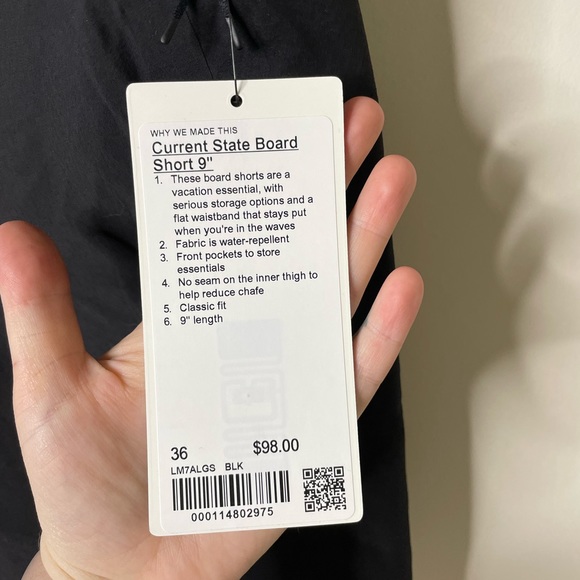 WHY WE MADE THIS
Current State Board
Short 9"
1. These board shorts are a
vacation essential, with
serious storage options and a
flat waistband that stays put
when you're in the waves
2. Fabric is water-repellent
3. Front pockets to store
essentials
4. No seam on the inner thigh to
help reduce chafe
5. Classic fit
6. 9" length
36 $98.00
LM7ALGS BLK
000114802975